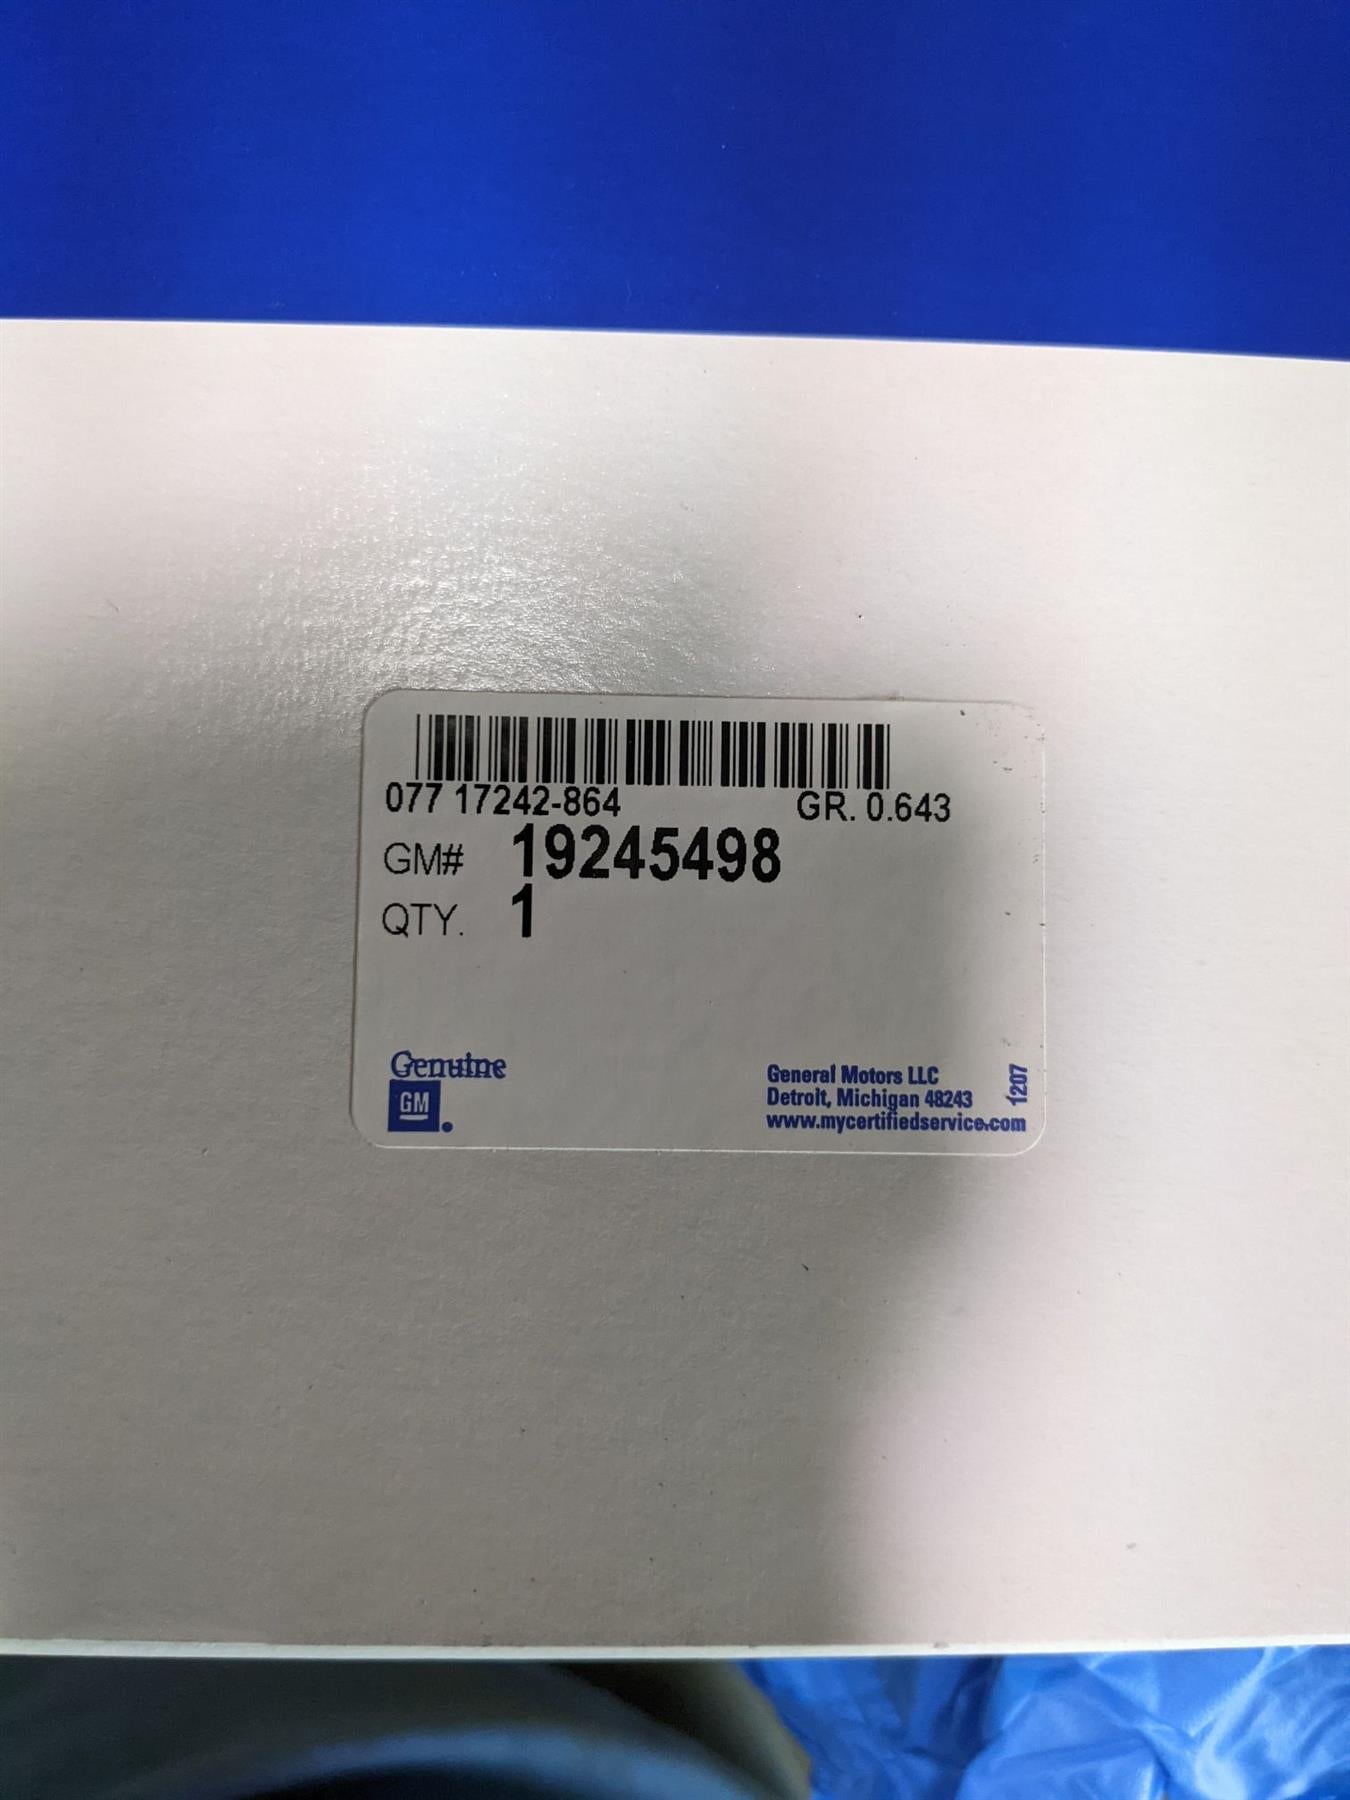 077 17242-864 GR. 0.643
GM# 19245498
QTY. 1
Genuine
GM
General Motors LLC
Detroit, Michigan 48243
www.mycertifiedservice.com
1207